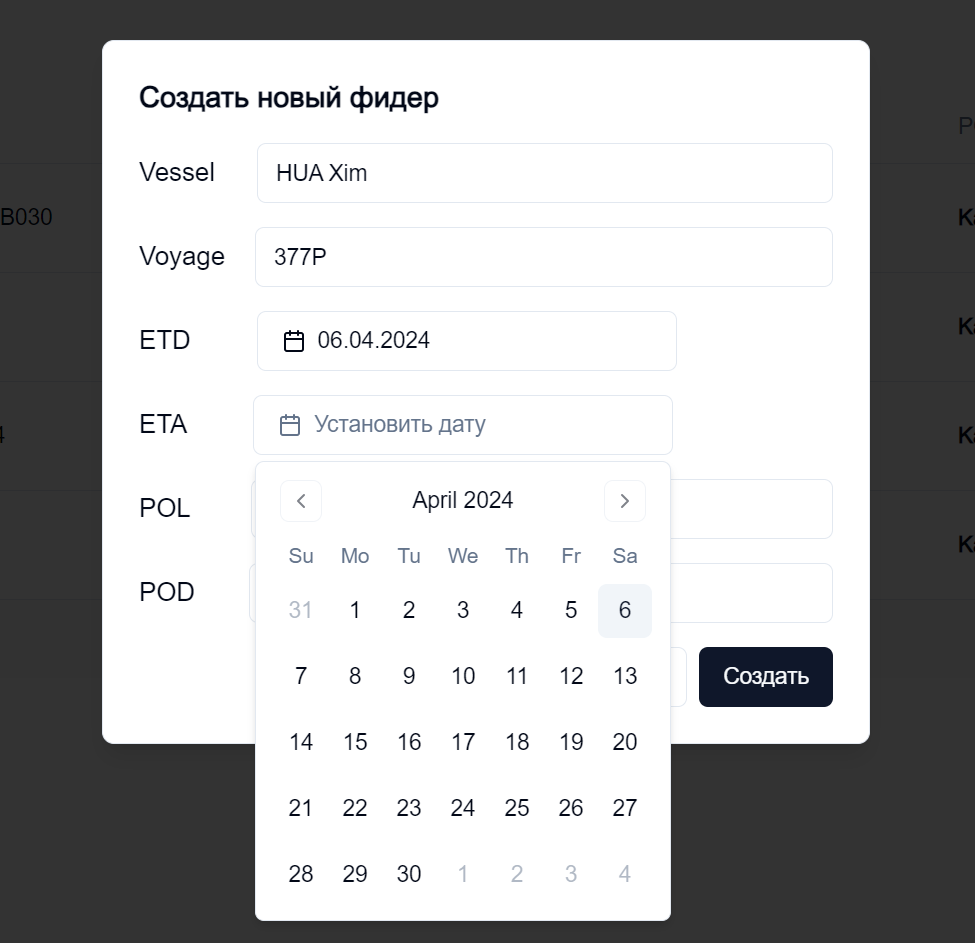 Создать новый фидер
Vessel HUA Xim
B030
Voyage 377P
ETD 06.04.2024
ETA Установить дату
POL
POD
April 2024
Su Mo Tu We Th Fr Sa
31 1 2 3 4 5 6
7 8 9 10 11 12 13
14 15 16 17 18 19 20
21 22 23 24 25 26 27
28 29 30 1 2 3 4
Создать